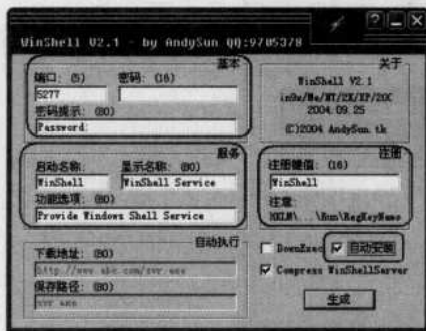 WinShell V2.1 - by AndySun QQ:9705378
基本
端口: (5) 密码: (16)
5277
密码提示: (80)
Password:
关于
WinShell V2.1
in9x/Me/NT/2K/XP/200
2004.09.25
(C)2004 AndySun.tk
服务
启动名称: 显示名称: (80)
WinShell WinShell Service
功能选项: (80)
Provide Windows Shell Service
注册
注册键值: (16)
WinShell
注意:
HKLM\...\Run\RegKeyName
自动执行
下载地址: (80)
http://www.abc.com/svr.exe
保存路径: (80)
svr.exe
DownExec 自动安装
Compress WinShellServer
生成